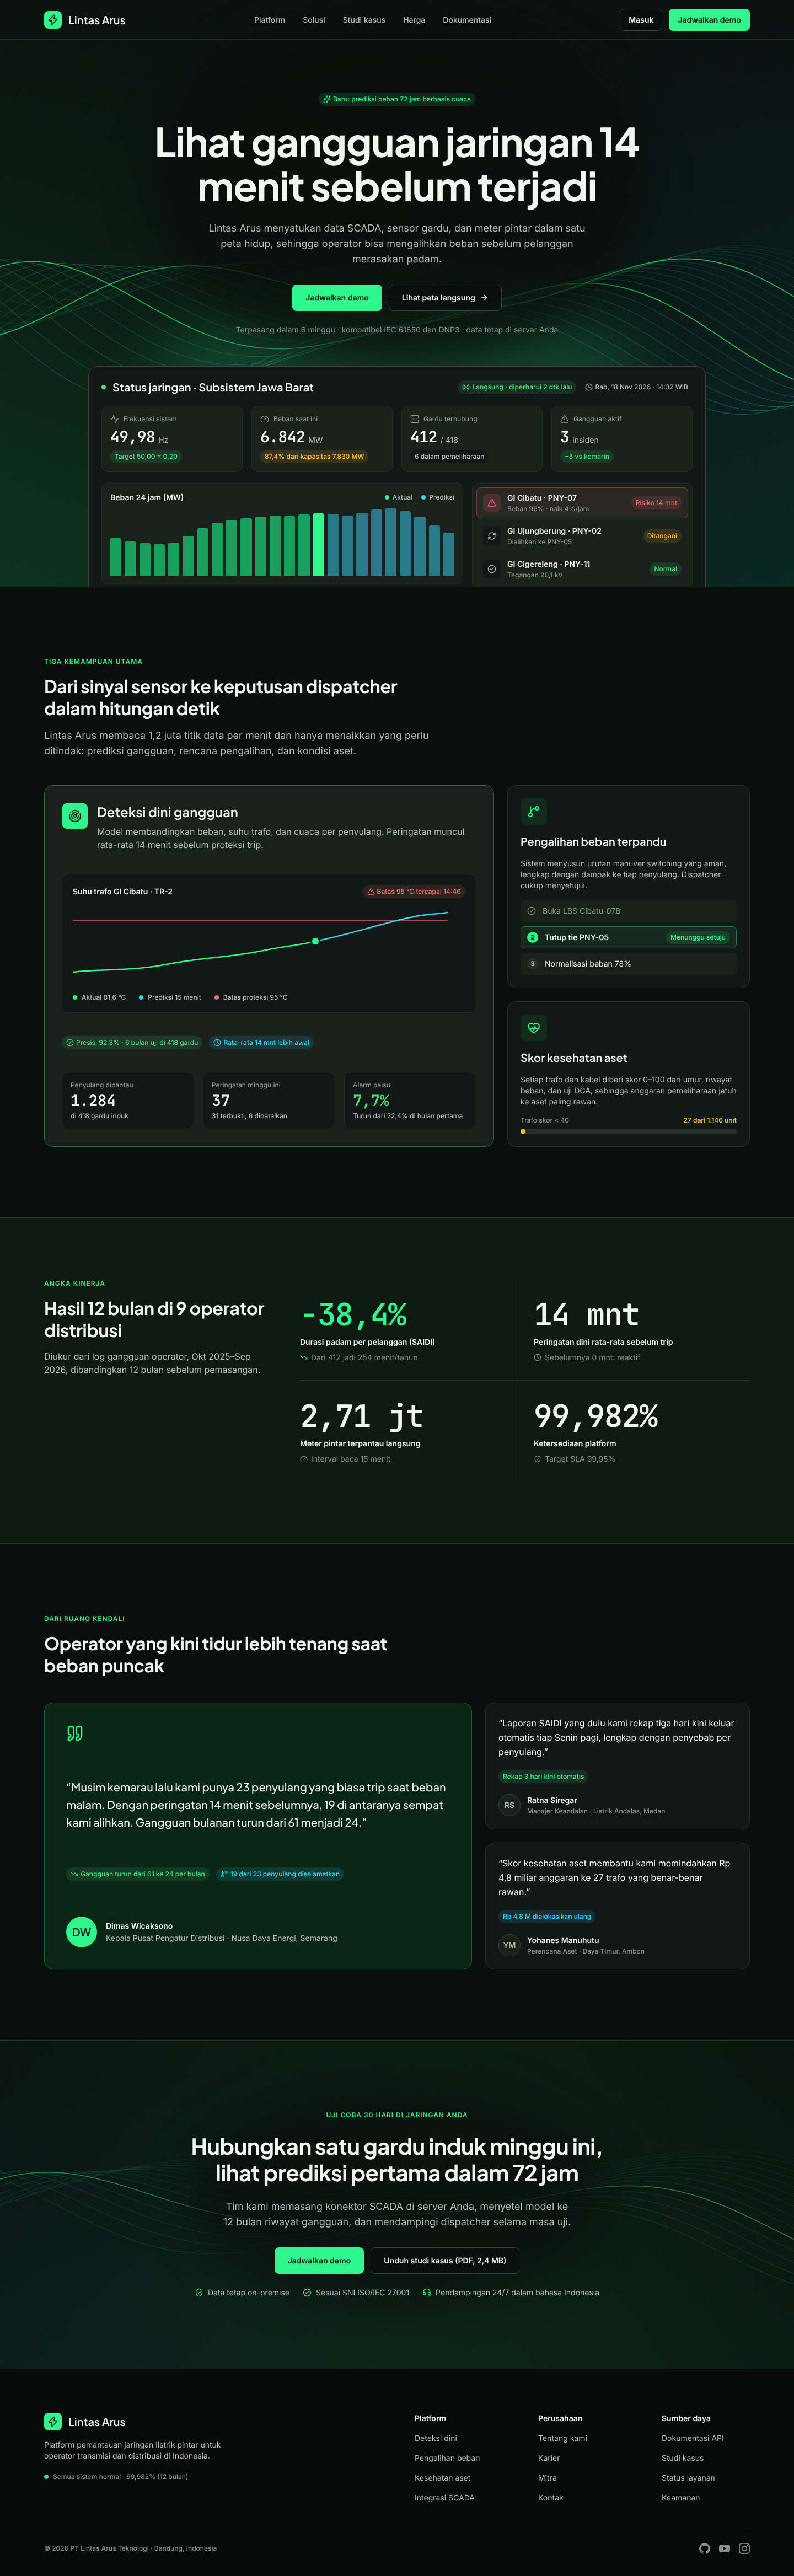 Lintas Arus
Platform
Solusi
Studi kasus
Harga
Dokumentasi
Masuk
Jadwalkan demo
Baru: prediksi beban 72 jam berbasis cuaca
Lihat gangguan jaringan 14
menit sebelum terjadi
Lintas Arus menyatukan data SCADA, sensor gardu, dan meter pintar dalam satu
peta hidup, sehingga operator bisa mengalihkan beban sebelum pelanggan
merasakan padam.
Jadwalkan demo
Lihat peta langsung
Terpasang dalam 6 minggu · kompatibel IEC 61850 dan DNP3 · data tetap di server Anda
Status jaringan · Subsistem Jawa Barat
Langsung · diperbarui 2 dtk lalu
Rab, 18 Nov 2026 · 14:32 WIB
Frekuensi sistem
49,98 Hz
Target 50,00 ± 0,20
Beban saat ini
6.842 MW
87,4% dari kapasitas 7.830 MW
Gardu terhubung
412 / 418
6 dalam pemeliharaan
Gangguan aktif
3 insiden
−5 vs kemarin
Beban 24 jam (MW)
Aktual
Prediksi
GI Cibatu · PNY-07
Beban 96% · naik 4%/jam
Risiko 14 mnt
GI Ujungberung · PNY-02
Dialihkan ke PNY-05
Ditangani
GI Cigereleng · PNY-11
Tegangan 20,1 kV
Normal
TIGA KEMAMPUAN UTAMA
Dari sinyal sensor ke keputusan dispatcher
dalam hitungan detik
Lintas Arus membaca 1,2 juta titik data per menit dan hanya menaikkan yang perlu
ditindak: prediksi gangguan, rencana pengalihan, dan kondisi aset.
Deteksi dini gangguan
Model membandingkan beban, suhu trafo, dan cuaca per penyulang. Peringatan muncul
rata-rata 14 menit sebelum proteksi trip.
Suhu trafo GI Cibatu · TR-2
Batas 95 °C tercapai 14:46
Aktual 81,6 °C
Prediksi 15 menit
Batas proteksi 95 °C
Presisi 92,3% · 6 bulan uji di 418 gardu
Rata-rata 14 mnt lebih awal
Penyulang dipantau
1.284
di 418 gardu induk
Peringatan minggu ini
37
31 terbukti, 6 dibatalkan
Alarm palsu
7,7%
Turun dari 22,4% di bulan pertama
Pengalihan beban terpandu
Sistem menyusun urutan manuver switching yang aman,
lengkap dengan dampak ke tiap penyulang. Dispatcher
cukup menyetujui.
Buka LBS Cibatu-07B
2
Tutup tie PNY-05
Menunggu setuju
3
Normalisasi beban 78%
Skor kesehatan aset
Setiap trafo dan kabel diberi skor 0–100 dari umur, riwayat
beban, dan uji DGA, sehingga anggaran pemeliharaan jatuh
ke aset paling rawan.
Trafo skor < 40
27 dari 1.146 unit
ANGKA KINERJA
Hasil 12 bulan di 9 operator
distribusi
Diukur dari log gangguan operator, Okt 2025–Sep
2026, dibandingkan 12 bulan sebelum pemasangan.
-38,4%
Durasi padam per pelanggan (SAIDI)
Dari 412 jadi 254 menit/tahun
14 mnt
Peringatan dini rata-rata sebelum trip
Sebelumnya 0 mnt: reaktif
2,71 jt
Meter pintar terpantau langsung
Interval baca 15 menit
99,982%
Ketersediaan platform
Target SLA 99,95%
DARI RUANG KENDALI
Operator yang kini tidur lebih tenang saat
beban puncak
“Musim kemarau lalu kami punya 23 penyulang yang biasa trip saat beban
malam. Dengan peringatan 14 menit sebelumnya, 19 di antaranya sempat
kami alihkan. Gangguan bulanan turun dari 61 menjadi 24.”
Gangguan turun dari 61 ke 24 per bulan
19 dari 23 penyulang diselamatkan
DW
Dimas Wicaksono
Kepala Pusat Pengatur Distribusi · Nusa Daya Energi, Semarang
“Laporan SAIDI yang dulu kami rekap tiga hari kini keluar
otomatis tiap Senin pagi, lengkap dengan penyebab per
penyulang.”
Rekap 3 hari kini otomatis
RS
Ratna Siregar
Manajer Keandalan · Listrik Andalas, Medan
“Skor kesehatan aset membantu kami memindahkan Rp
4,8 miliar anggaran ke 27 trafo yang benar-benar
rawan.”
Rp 4,8 M dialokasikan ulang
YM
Yohanes Manuhutu
Perencana Aset · Daya Timur, Ambon
UJI COBA 30 HARI DI JARINGAN ANDA
Hubungkan satu gardu induk minggu ini,
lihat prediksi pertama dalam 72 jam
Tim kami memasang konektor SCADA di server Anda, menyetel model ke
12 bulan riwayat gangguan, dan mendampingi dispatcher selama masa uji.
Jadwalkan demo
Unduh studi kasus (PDF, 2,4 MB)
Data tetap on-premise
Sesuai SNI ISO/IEC 27001
Pendampingan 24/7 dalam bahasa Indonesia
Lintas Arus
Platform pemantauan jaringan listrik pintar untuk
operator transmisi dan distribusi di Indonesia.
Semua sistem normal · 99,982% (12 bulan)
Platform
Deteksi dini
Pengalihan beban
Kesehatan aset
Integrasi SCADA
Perusahaan
Tentang kami
Karier
Mitra
Kontak
Sumber daya
Dokumentasi API
Studi kasus
Status layanan
Keamanan
© 2026 PT Lintas Arus Teknologi · Bandung, Indonesia